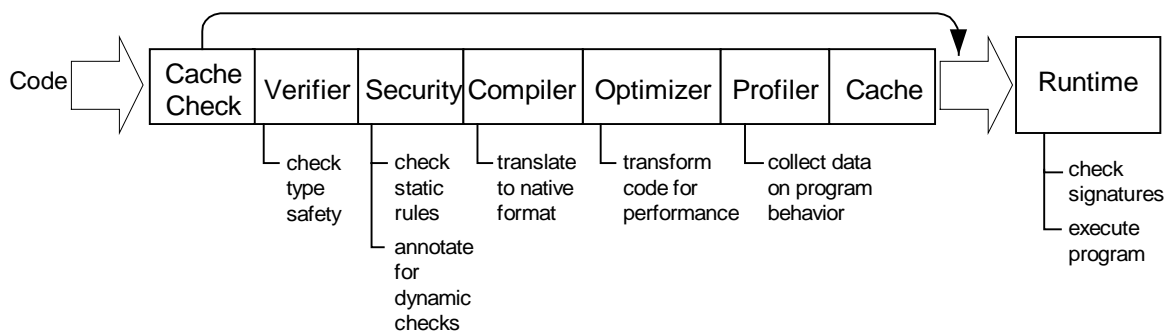 Code
Cache
Check
Verifier
Security
Compiler
Optimizer
Profiler
Cache
Runtime
check
type
safety
check
static
rules
annotate
for
dynamic
checks
translate
to native
format
transform
code for
performance
collect data
on program
behavior
check
signatures
execute
program